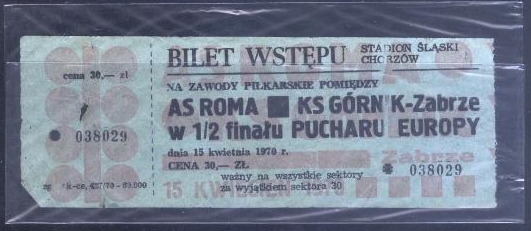 cena 30,— zł
038029
BILET WSTĘPU
STADION ŚLĄSKI
CHORZÓW
NA ZAWODY PIŁKARSKIE POMIĘDZY
AS ROMA KS GÓRN K-Zabrze
w 1/2 finału PUCHARU EUROPY
dnia 15 kwietnia 1970 r.
CENA 30,— ZŁ
038029
ważny na wszystkie sektory
za wyjątkiem sektora 30
Zabrze
15 1970